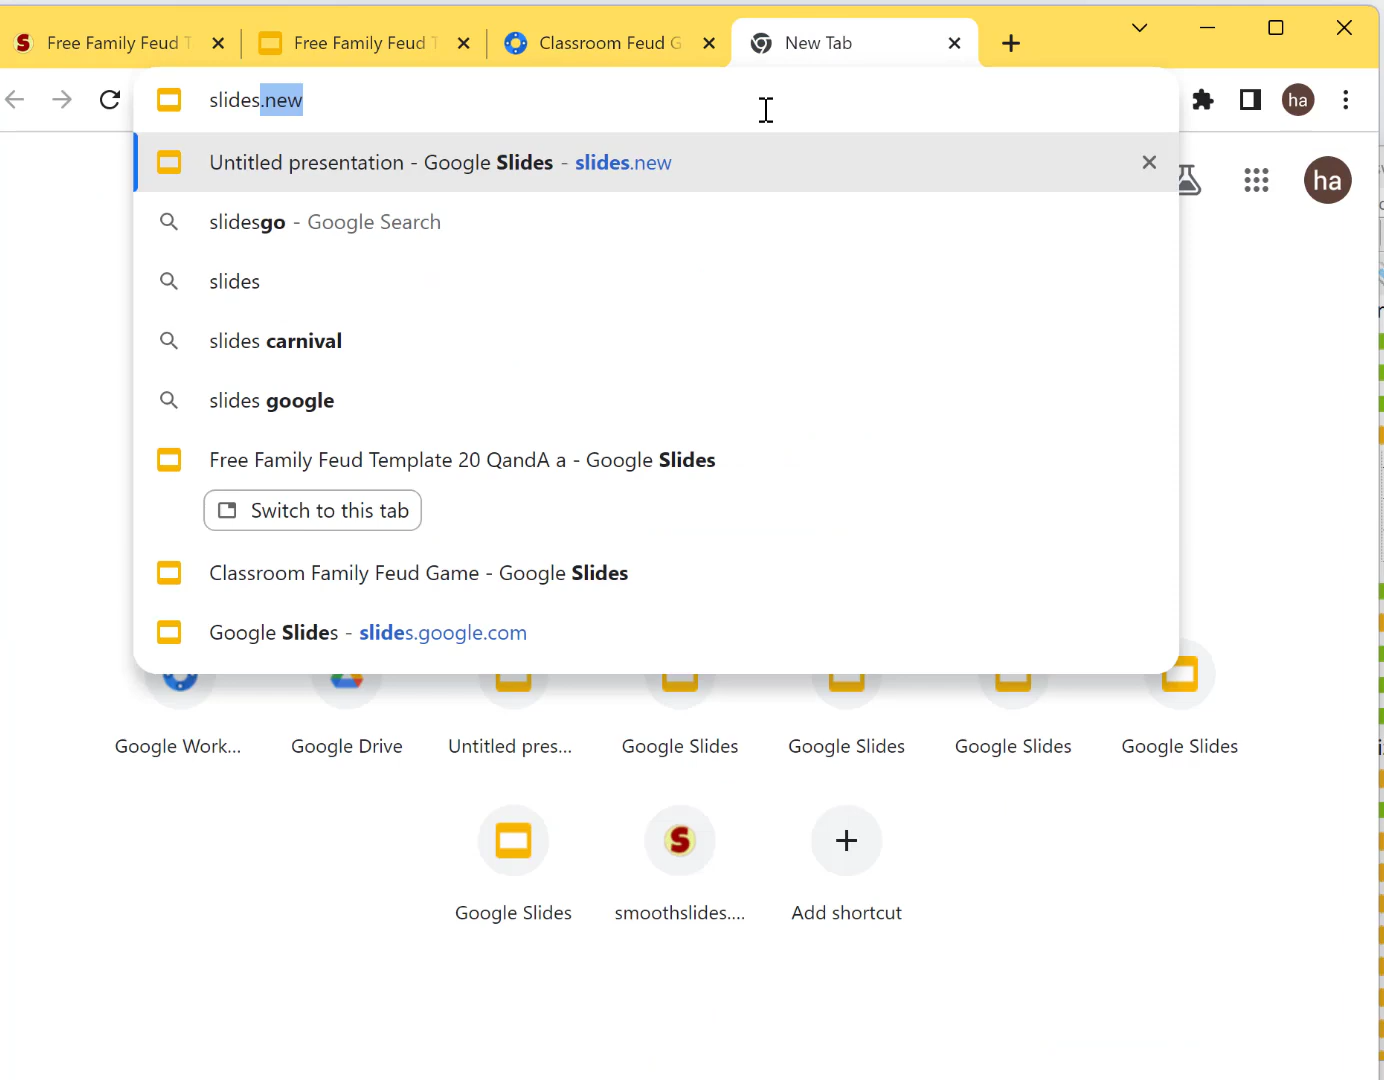 Free Family Feud T
Free Family Feud T
Classroom Feud G
New Tab
slides.new
ha
Untitled presentation - Google Slides - slides.new
ha
slidesgo - Google Search
slides
slides carnival
slides google
Free Family Feud Template 20 QandA a - Google Slides
Switch to this tab
Classroom Family Feud Game - Google Slides
Google Slides - slides.google.com
Google Work...
Google Drive
Untitled pres...
Google Slides
Google Slides
Google Slides
Google Slides
Google Slides
smoothslides....
Add shortcut